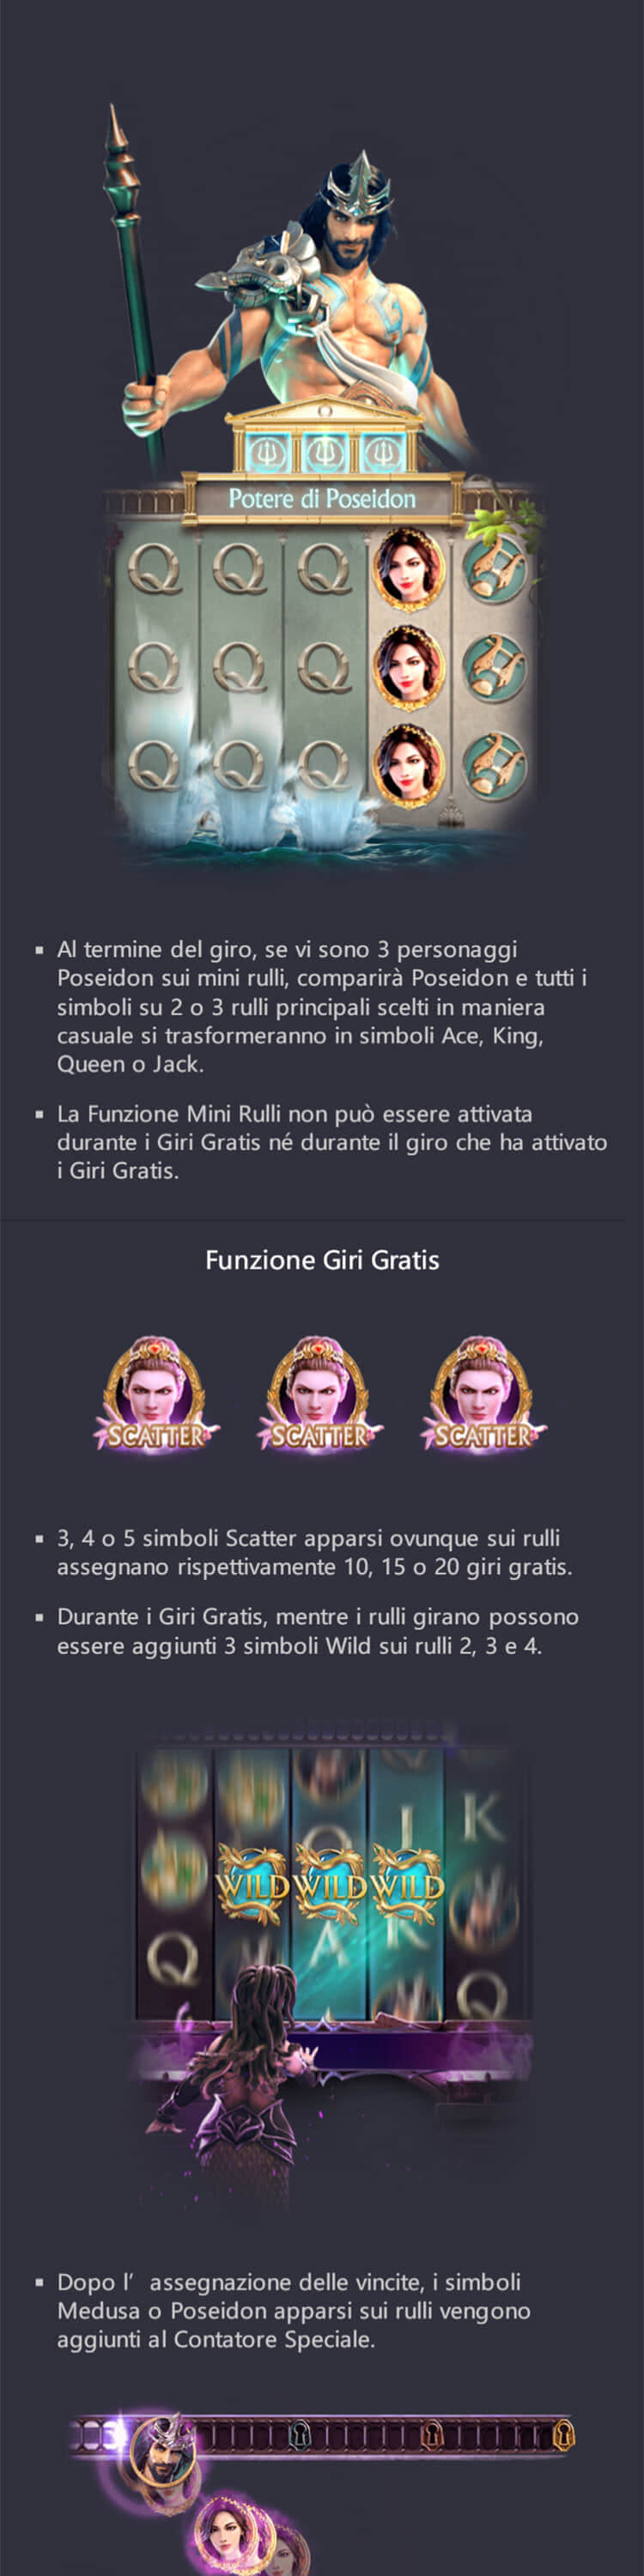 Potere di Poseidon
Q Q Q
Q Q Q
Q Q Q
▪ Al termine del giro, se vi sono 3 personaggi
Poseidon sui mini rulli, comparirà Poseidon e tutti i
simboli su 2 o 3 rulli principali scelti in maniera
casuale si trasformeranno in simboli Ace, King,
Queen o Jack.
▪ La Funzione Mini Rulli non può essere attivata
durante i Giri Gratis né durante il giro che ha attivato
i Giri Gratis.
Funzione Giri Gratis
SCATTER SCATTER SCATTER
▪ 3, 4 o 5 simboli Scatter apparsi ovunque sui rulli
assegnano rispettivamente 10, 15 o 20 giri gratis.
▪ Durante i Giri Gratis, mentre i rulli girano possono
essere aggiunti 3 simboli Wild sui rulli 2, 3 e 4.
Q J K
WILD WILD WILD
Q A K Q
▪ Dopo l’ assegnazione delle vincite, i simboli
Medusa o Poseidon apparsi sui rulli vengono
aggiunti al Contatore Speciale.